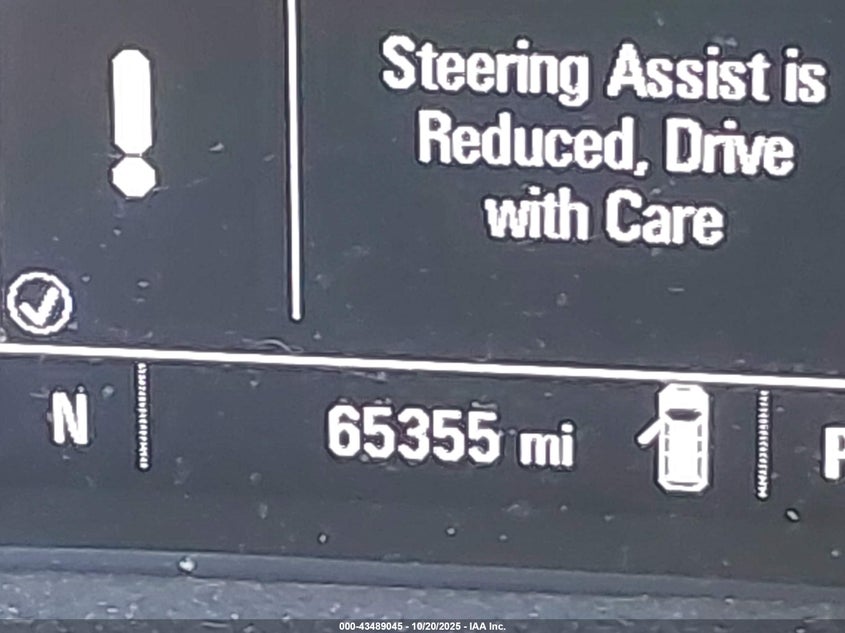 Steering Assist is
Reduced, Drive
with Care
N 65355 mi P
000-43489045 - 10/20/2025 - IAA Inc.